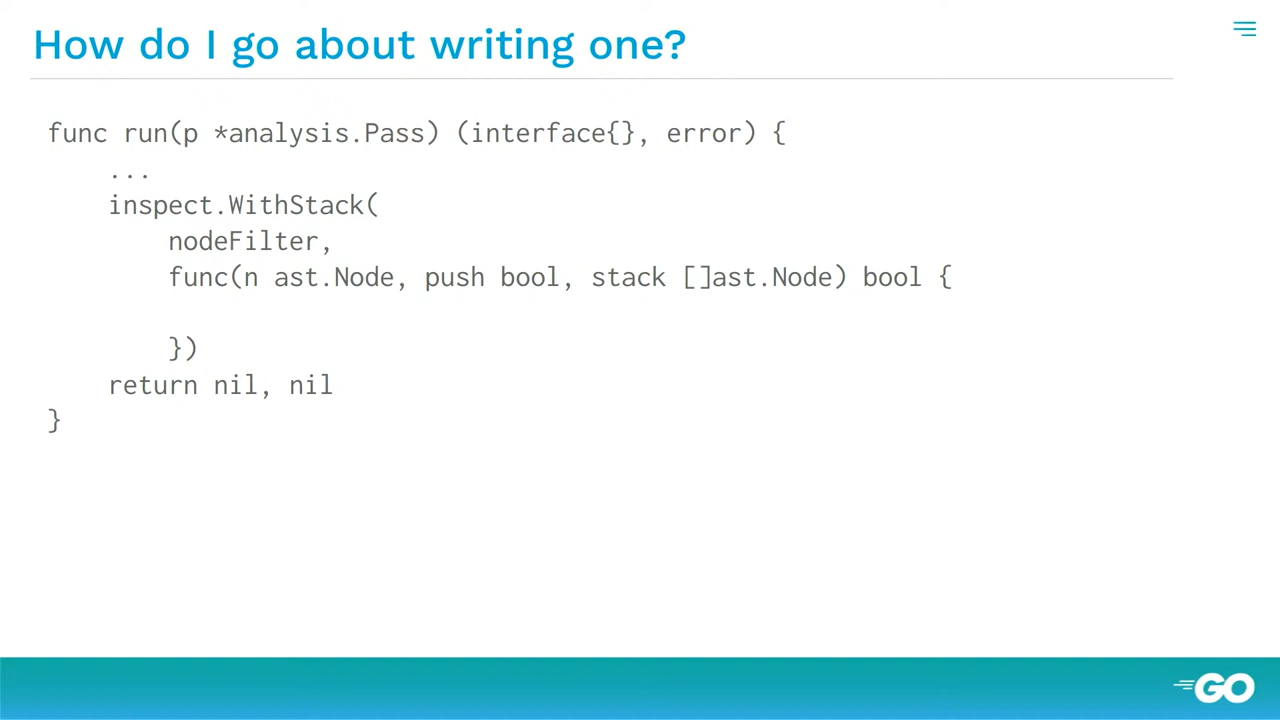 How do I go about writing one?
func run(p *analysis.Pass) (interface{}, error) {
    ...
    inspect.WithStack(
        nodeFilter,
        func(n ast.Node, push bool, stack []ast.Node) bool {

        })
    return nil, nil
}
GO